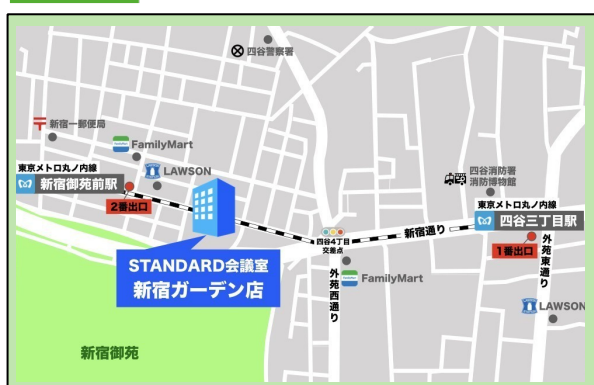 四谷警察署
新宿一郵便局
FamilyMart
LAWSON
東京メトロ丸ノ内線
新宿御苑前駅
2番出口
四谷消防署
消防博物館
東京メトロ丸ノ内線
四谷三丁目駅
1番出口
新宿通り
四谷4丁目
交差点
STANDARD会議室
新宿ガーデン店
FamilyMart
外苑西通り
外苑東通り
LAWSON
新宿御苑